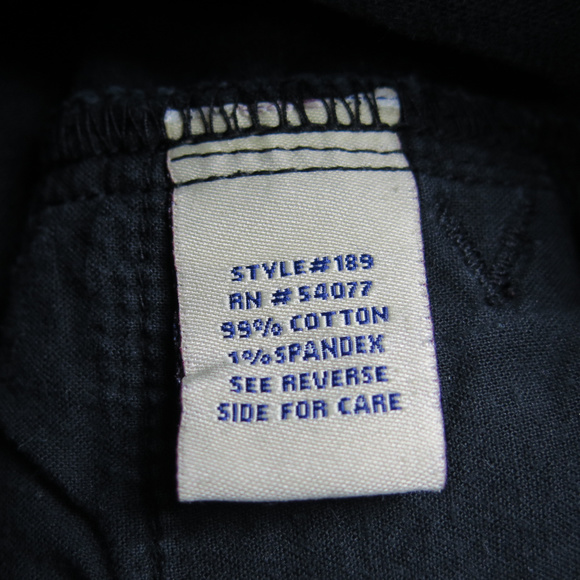 STYLE#189
RN #54077
99% COTTON
1%SPANDEX
SEE REVERSE
SIDE FOR CARE